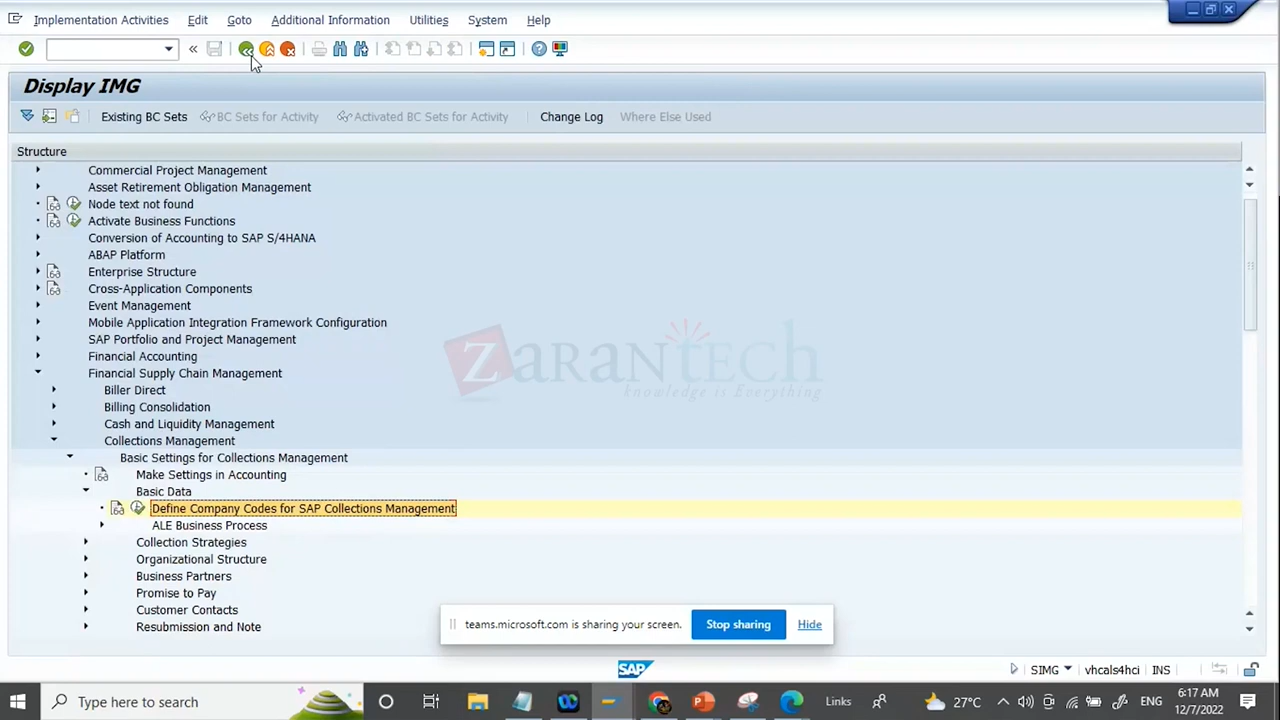 Implementation Activities Edit Goto Additional Information Utilities System Help
Display IMG
Existing BC Sets BC Sets for Activity Activated BC Sets for Activity Change Log Where Else Used
Structure
Commercial Project Management
Asset Retirement Obligation Management
Node text not found
Activate Business Functions
Conversion of Accounting to SAP S/4HANA
ABAP Platform
Enterprise Structure
Cross-Application Components
Event Management
Mobile Application Integration Framework Configuration
SAP Portfolio and Project Management
Financial Accounting
Financial Supply Chain Management
Biller Direct
Billing Consolidation
Cash and Liquidity Management
Collections Management
Basic Settings for Collections Management
Make Settings in Accounting
Basic Data
Define Company Codes for SAP Collections Management
ALE Business Process
Collection Strategies
Organizational Structure
Business Partners
Promise to Pay
Customer Contacts
Resubmission and Note
ZaranTech
knowledge is Everything
teams.microsoft.com is sharing your screen. Stop sharing Hide
SAP
SIMG vhcals4hci INS
Type here to search Links 27°C ENG 6:17 AM
12/7/2022